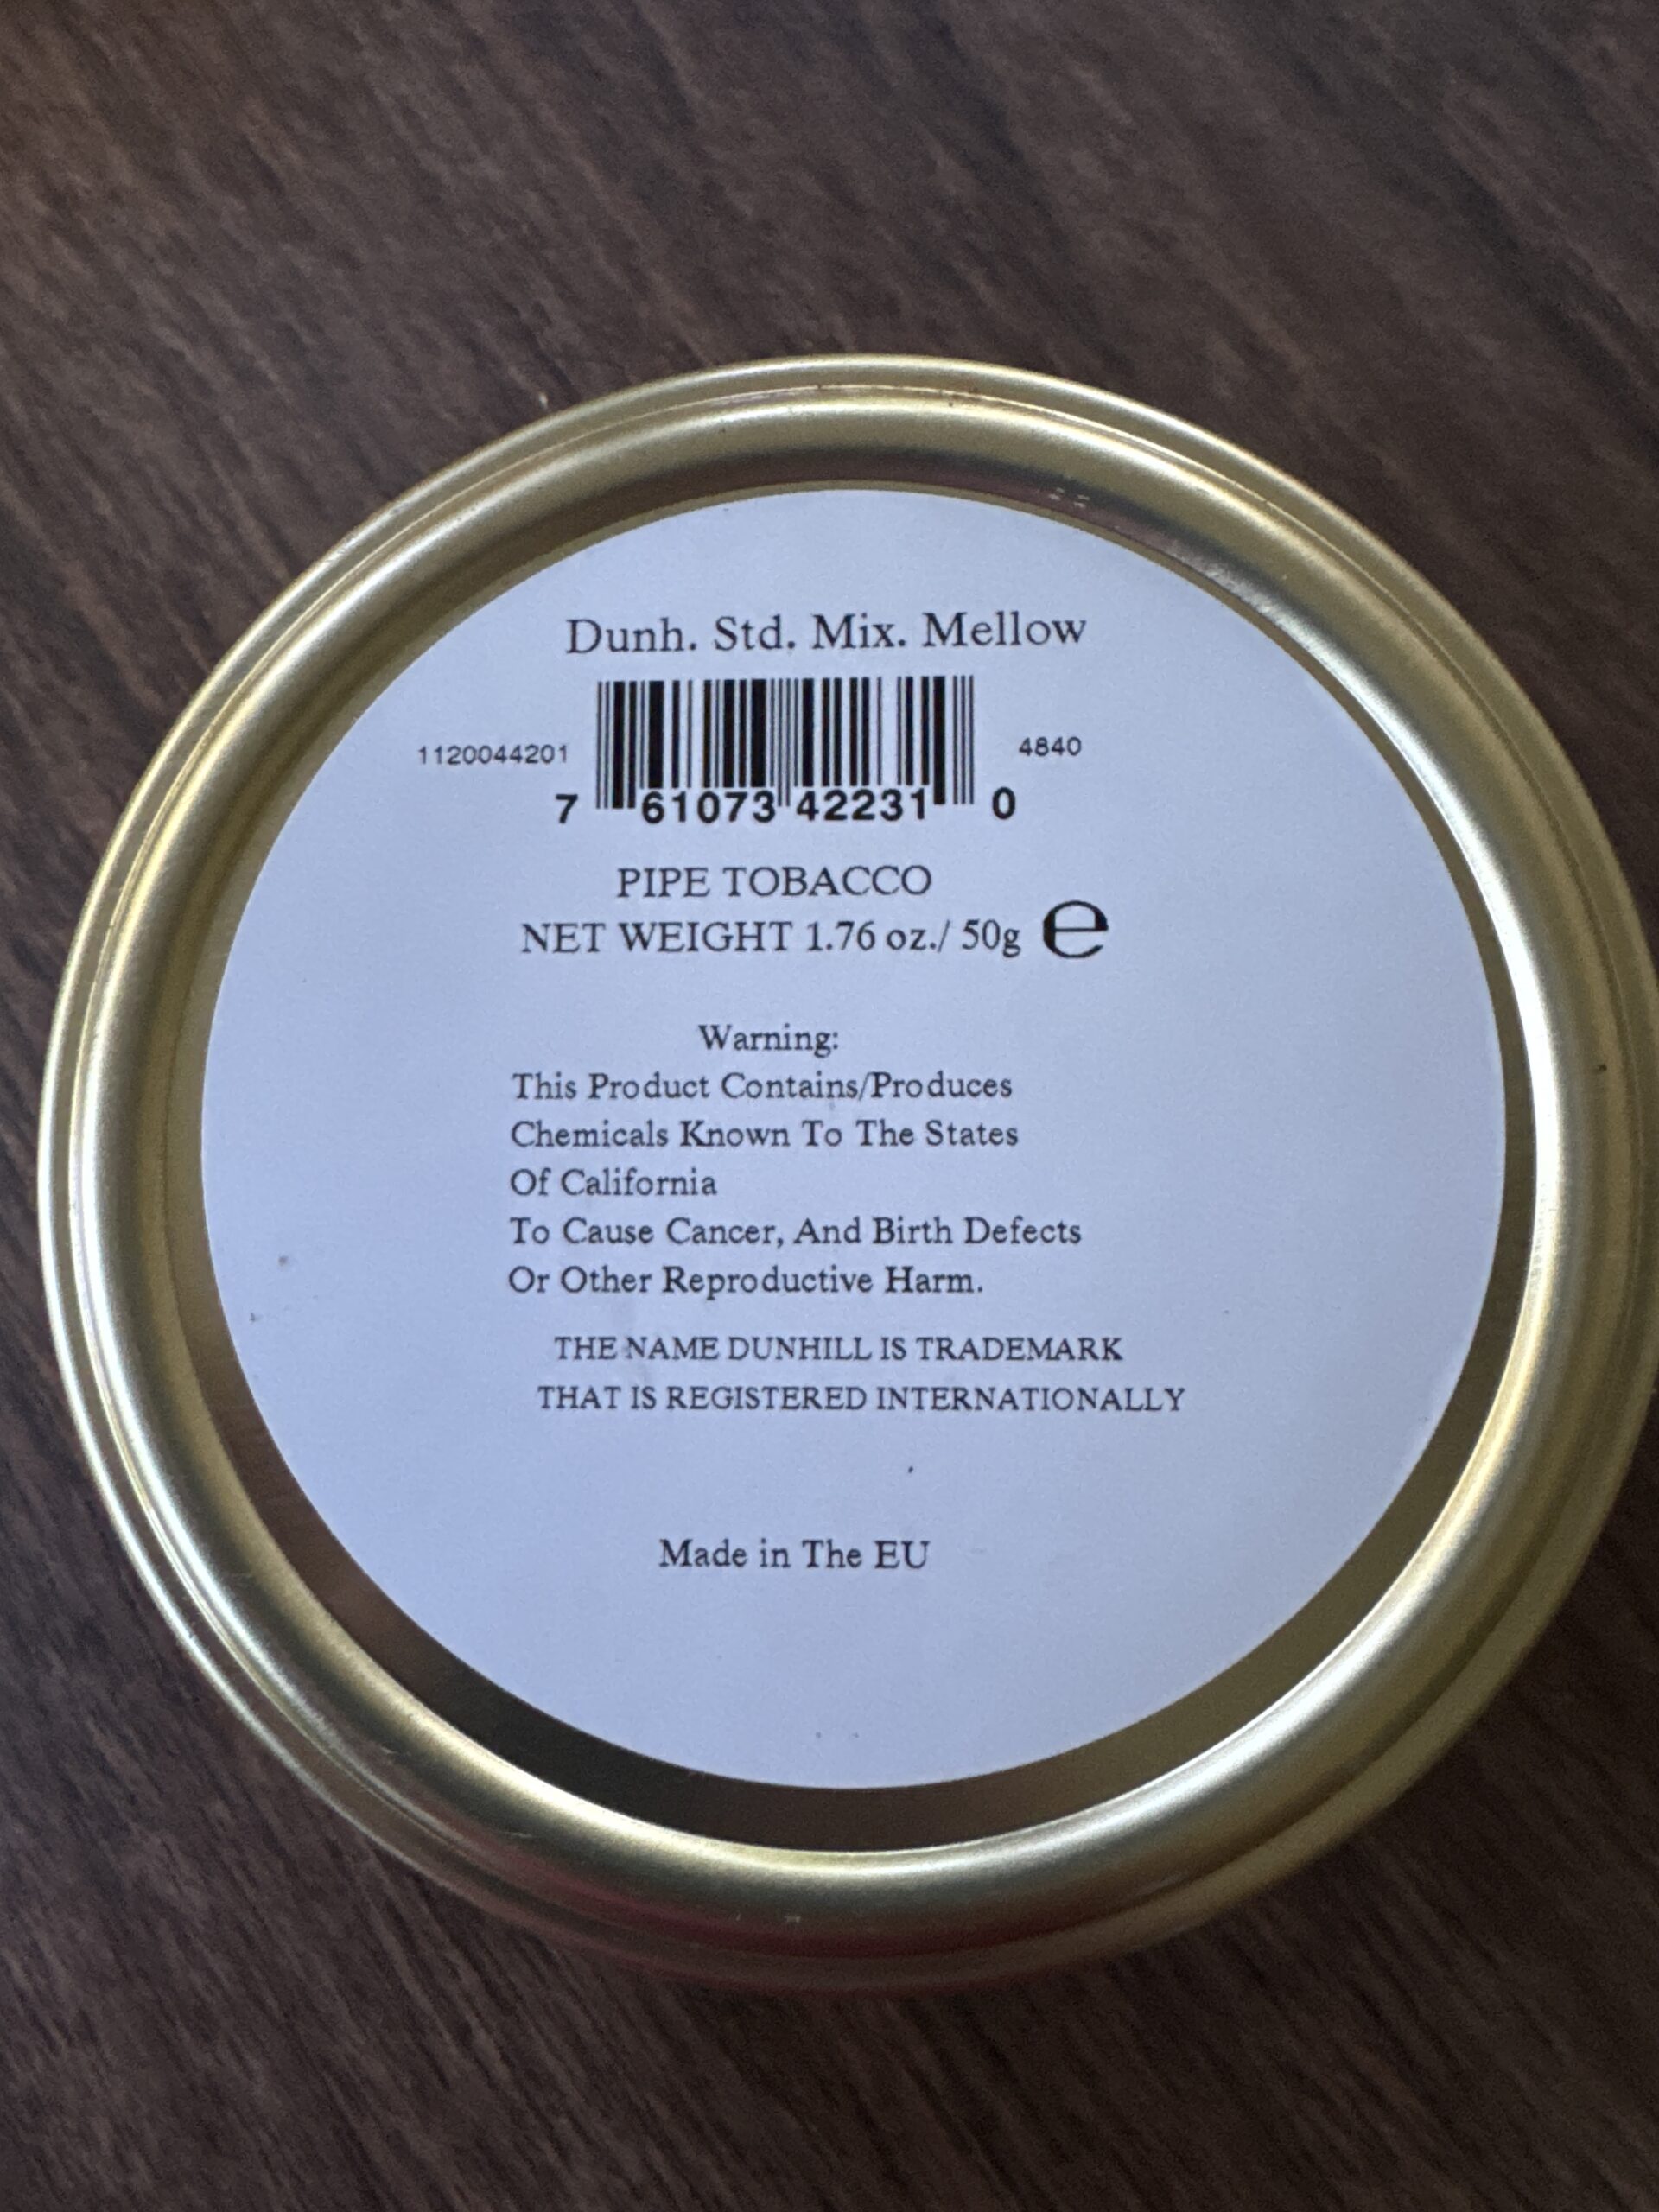 Dunh. Std. Mix. Mellow
1120044201 4840
7 61073 42231 0
PIPE TOBACCO
NET WEIGHT 1.76 oz./ 50g e
Warning:
This Product Contains/Produces
Chemicals Known To The States
Of California
To Cause Cancer, And Birth Defects
Or Other Reproductive Harm.
THE NAME DUNHILL IS TRADEMARK
THAT IS REGISTERED INTERNATIONALLY
Made in The EU